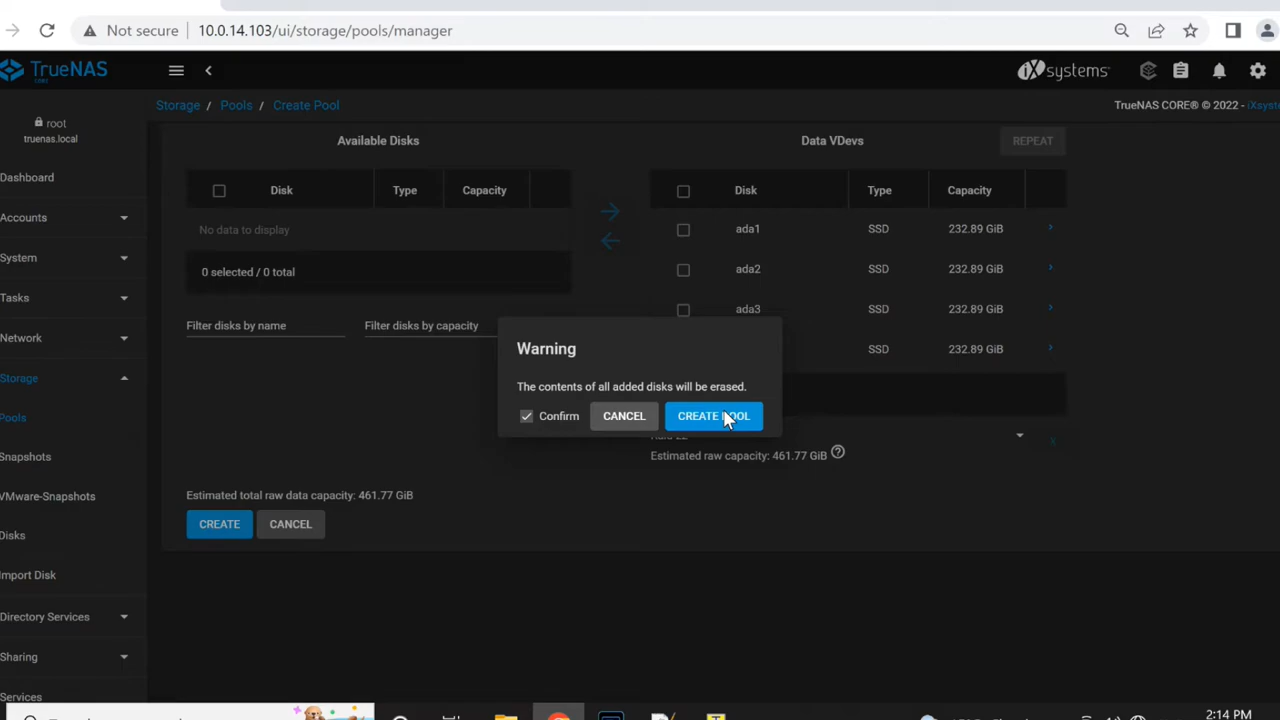 Not secure
10.0.14.103/ui/storage/pools/manager
TrueNAS
CORE
iXsystems
Storage / Pools / Create Pool
TrueNAS CORE® © 2022 -
root
truenas.local
Available Disks
Data VDevs
REPEAT
Dashboard
Disk Type Capacity
Disk Type Capacity
Accounts
No data to display
ada1 SSD 232.89 GiB
System
0 selected / 0 total
ada2 SSD 232.89 GiB
Tasks
ada3
Filter disks by name
Filter disks by capacity
Network
Warning
SSD 232.89 GiB
Storage
The contents of all added disks will be erased.
Confirm
CANCEL
CREATE POOL
Pools
Estimated raw capacity: 461.77 GiB
Snapshots
VMware-Snapshots
Estimated total raw data capacity: 461.77 GiB
CREATE
CANCEL
Disks
Import Disk
Directory Services
Sharing
Services
2:14 PM